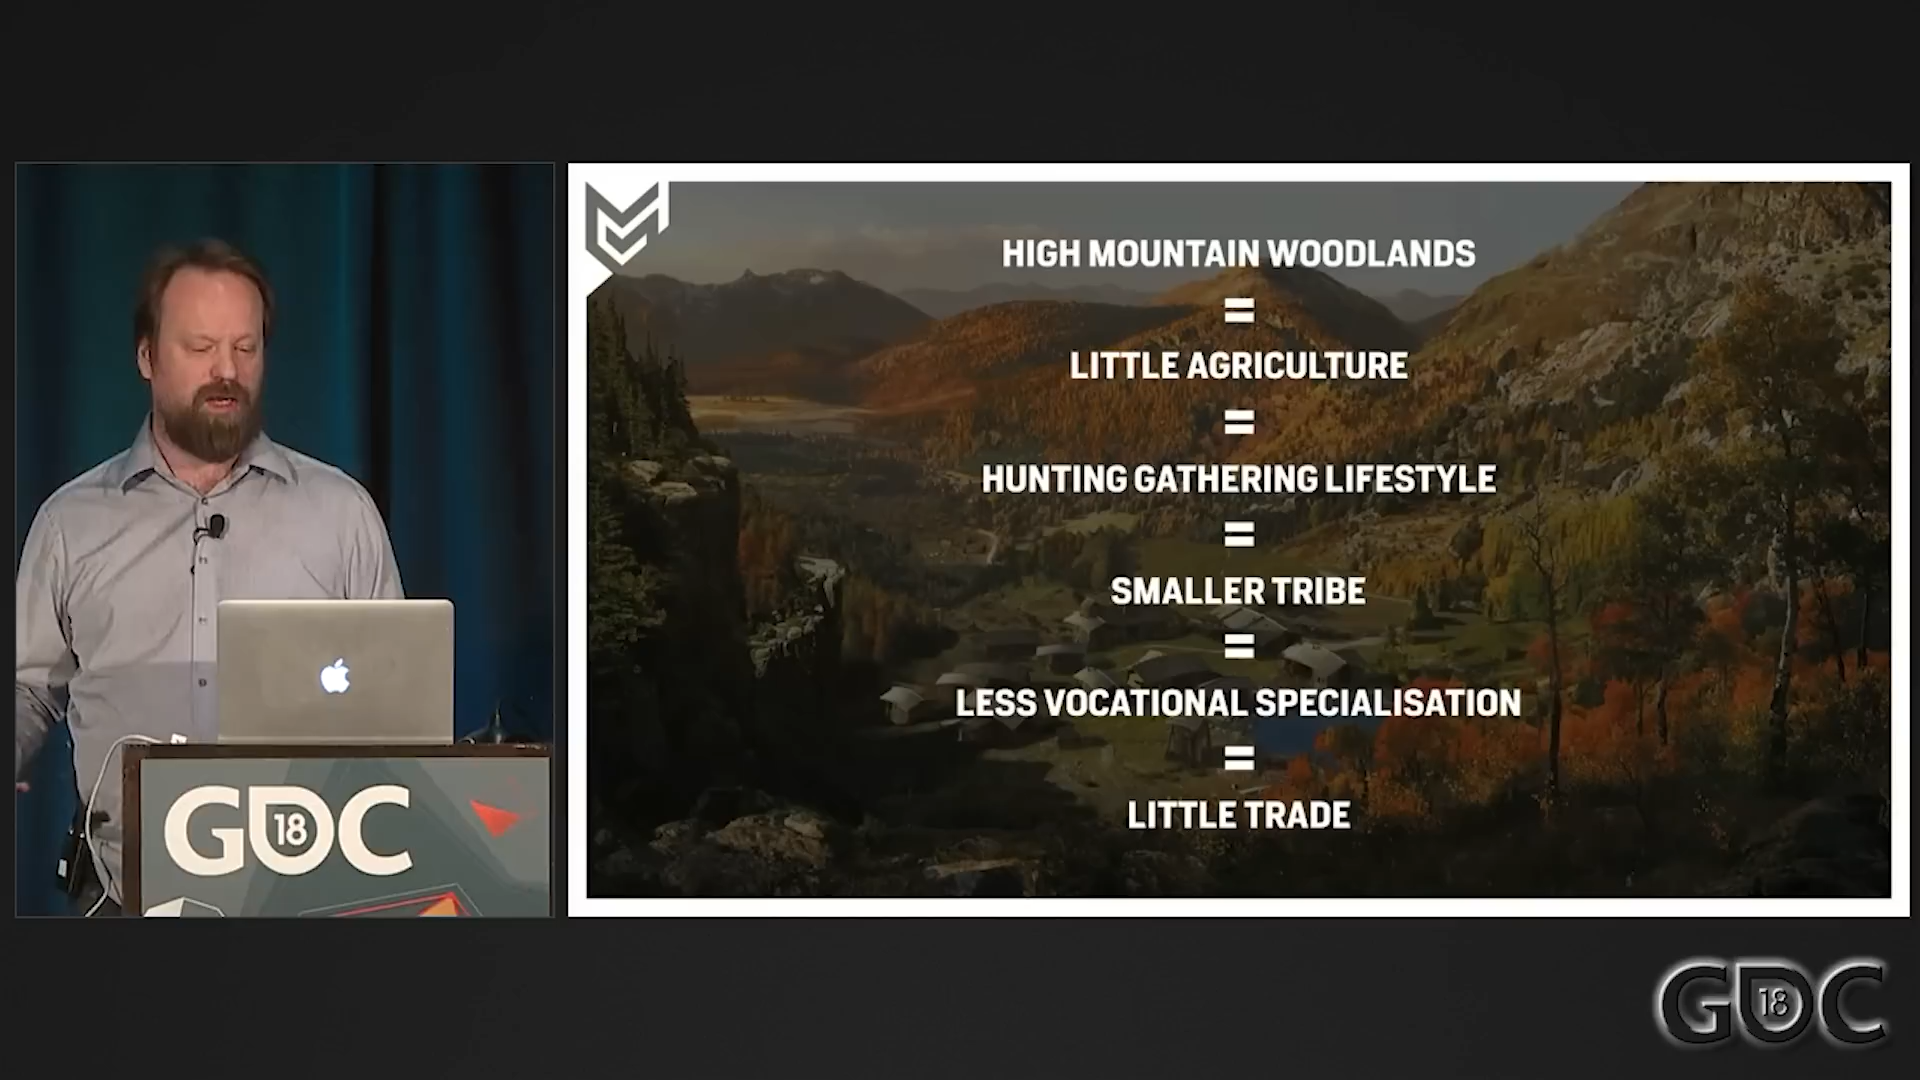 HIGH MOUNTAIN WOODLANDS
=
LITTLE AGRICULTURE
=
HUNTING GATHERING LIFESTYLE
=
SMALLER TRIBE
=
LESS VOCATIONAL SPECIALISATION
=
LITTLE TRADE
GDC 18
GDC 18